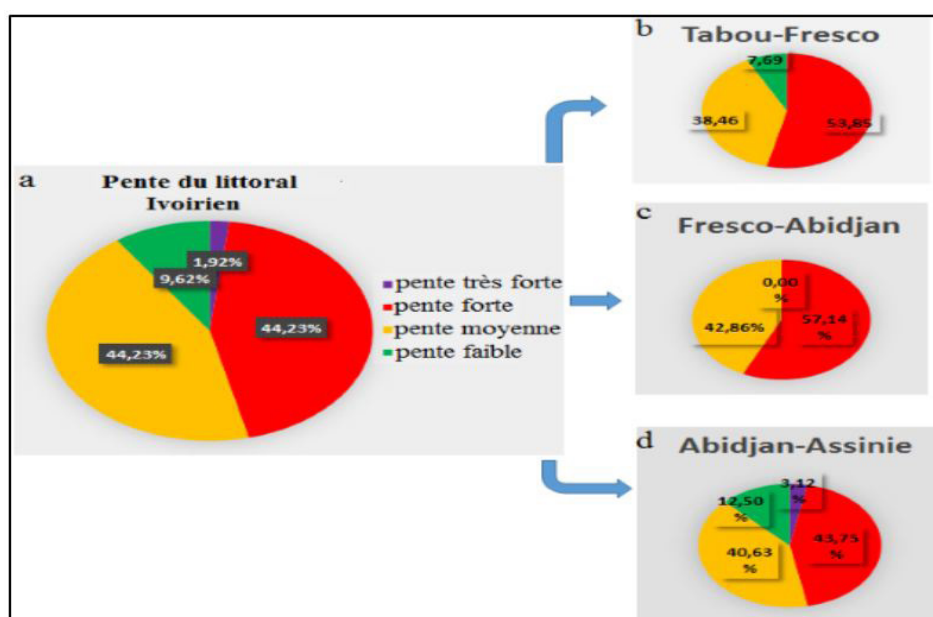 a
Pente du littoral
Ivoirien
1,92%
9,62%
44,23%
44,23%
pente très forte
pente forte
pente moyenne
pente faible
b
Tabou-Fresco
7,69
38,46
53,85
c
Fresco-Abidjan
0,00
%
42,86%
57,14
%
d
Abidjan-Assinie
3,12
%
12,50
%
43,75
%
40,63
%